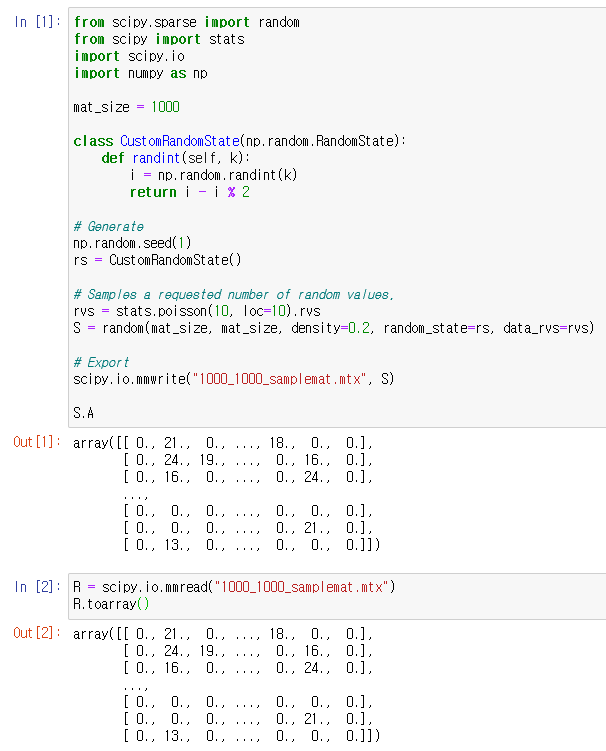 In [1]: from scipy.sparse import random
from scipy import stats
import scipy.io
import numpy as np
mat_size = 1000
class CustomRandomState(np.random.RandomState):
    def randint(self, k):
        i = np.random.randint(k)
        return i - i % 2
# Generate
np.random.seed(1)
rs = CustomRandomState()
# Samples a requested number of random values.
rvs = stats.poisson(10, loc=10).rvs
S = random(mat_size, mat_size, density=0.2, random_state=rs, data_rvs=rvs)
# Export
scipy.io.mmwrite("1000_1000_samplemat.mtx", S)
S.A
Out[1]: array([[ 0., 21., 0., ..., 18., 0., 0.],
[ 0., 24., 19., ..., 0., 16., 0.],
[ 0., 16., 0., ..., 0., 24., 0.],
...,
[ 0., 0., 0., ..., 0., 0., 0.],
[ 0., 0., 0., ..., 0., 21., 0.],
[ 0., 13., 0., ..., 0., 0., 0.]])
In [2]: R = scipy.io.mmread("1000_1000_samplemat.mtx")
R.toarray()
Out[2]: array([[ 0., 21., 0., ..., 18., 0., 0.],
[ 0., 24., 19., ..., 0., 16., 0.],
[ 0., 16., 0., ..., 0., 24., 0.],
...,
[ 0., 0., 0., ..., 0., 0., 0.],
[ 0., 0., 0., ..., 0., 21., 0.],
[ 0., 13., 0., ..., 0., 0., 0.]])